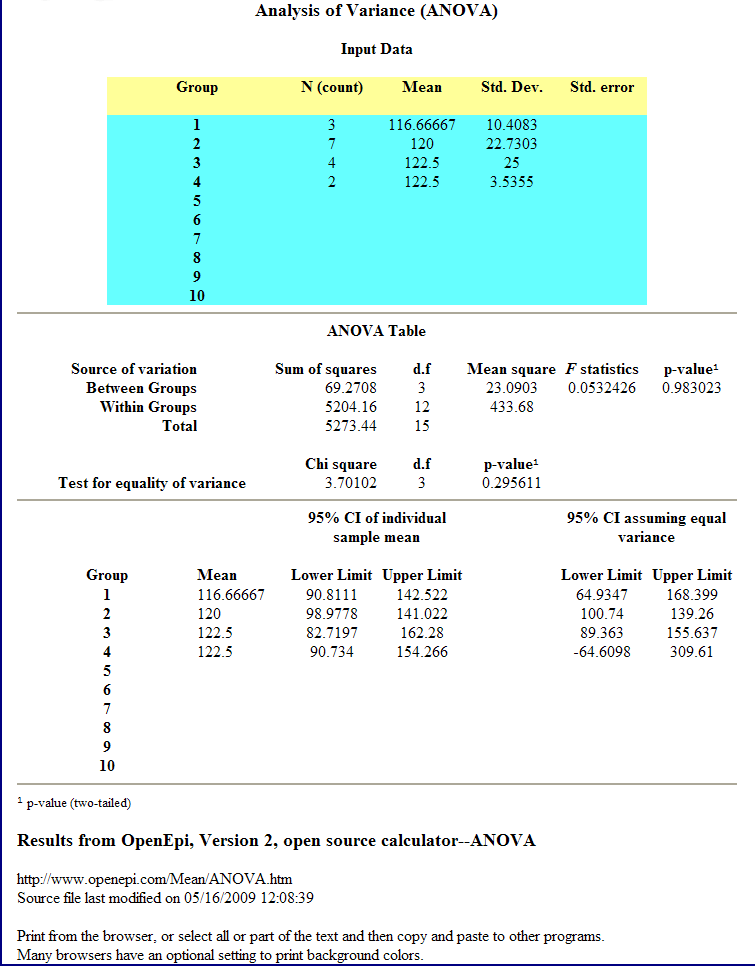 Analysis of Variance (ANOVA)
Input Data
Group N (count) Mean Std. Dev. Std. error
1 3 116.66667 10.4083
2 7 120 22.7303
3 4 122.5 25
4 2 122.5 3.5355
5
6
7
8
9
10
ANOVA Table
Source of variation Sum of squares d.f Mean square F statistics p-value¹
Between Groups 69.2708 3 23.0903 0.0532426 0.983023
Within Groups 5204.16 12 433.68
Total 5273.44 15
Chi square d.f p-value¹
Test for equality of variance 3.70102 3 0.295611
95% CI of individual 95% CI assuming equal
sample mean variance
Group Mean Lower Limit Upper Limit Lower Limit Upper Limit
1 116.66667 90.8111 142.522 64.9347 168.399
2 120 98.9778 141.022 100.74 139.26
3 122.5 82.7197 162.28 89.363 155.637
4 122.5 90.734 154.266 -64.6098 309.61
5
6
7
8
9
10
¹ p-value (two-tailed)
Results from OpenEpi, Version 2, open source calculator--ANOVA
http://www.openepi.com/Mean/ANOVA.htm
Source file last modified on 05/16/2009 12:08:39
Print from the browser, or select all or part of the text and then copy and paste to other programs.
Many browsers have an optional setting to print background colors.